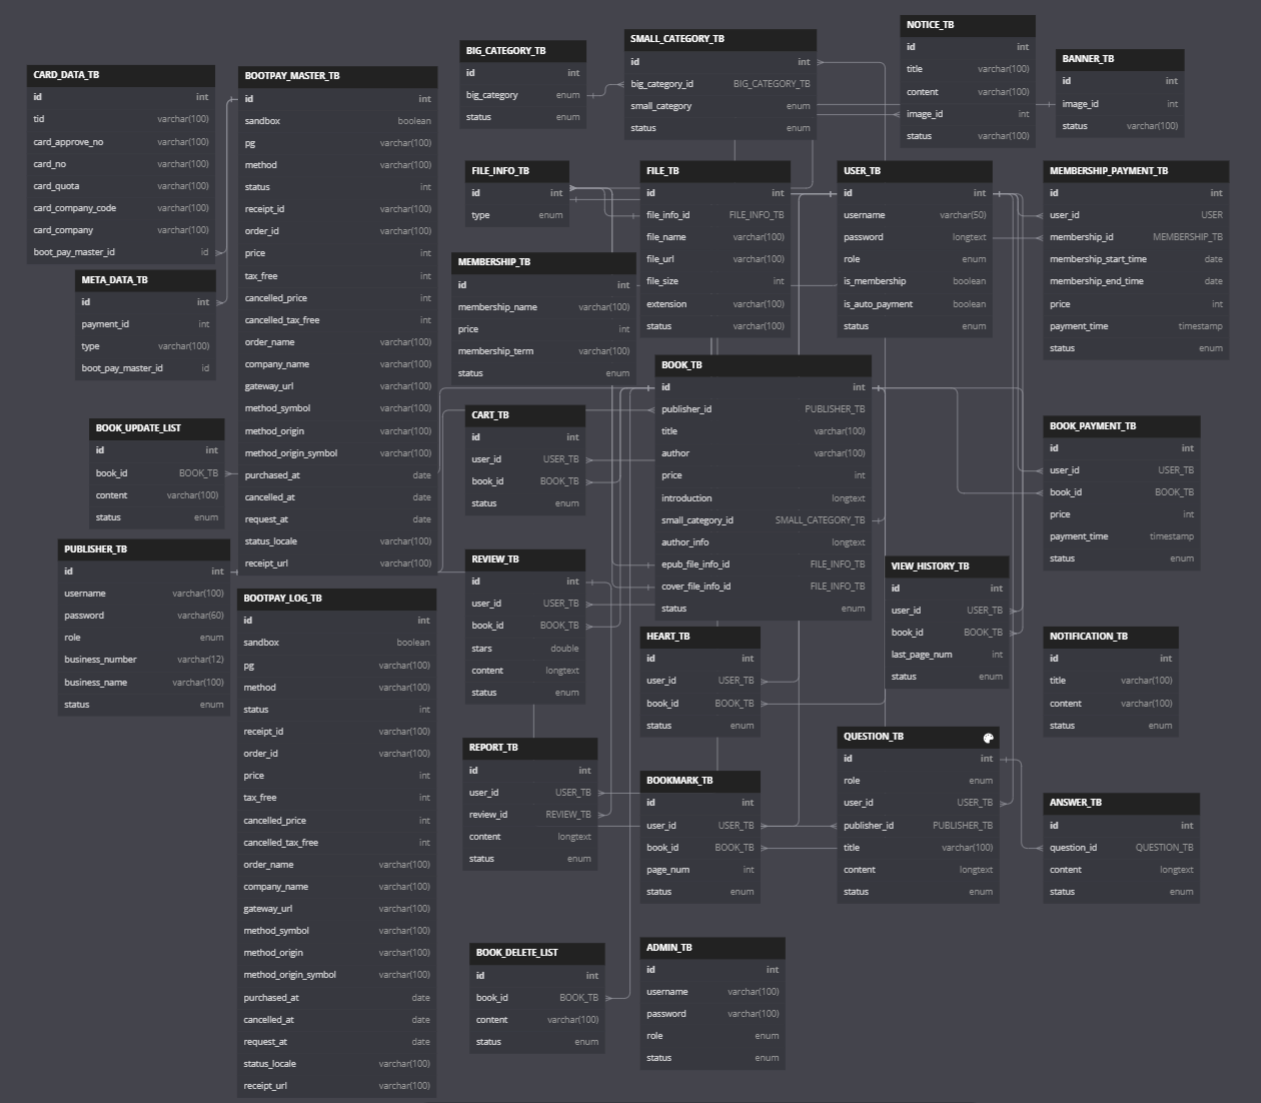 CARD_DATA_TB
id int
tid varchar(100)
card_approve_no varchar(100)
card_no varchar(100)
card_quota varchar(100)
card_company_code varchar(100)
card_company varchar(100)
boot_pay_master_id id
META_DATA_TB
id int
payment_id int
type varchar(100)
boot_pay_master_id id
BOOK_UPDATE_LIST
id int
book_id BOOK_TB
content varchar(100)
status enum
PUBLISHER_TB
id int
username varchar(100)
password varchar(60)
role enum
business_number varchar(12)
business_name varchar(100)
status enum
BOOTPAY_MASTER_TB
id int
sandbox boolean
pg varchar(100)
method varchar(100)
status int
receipt_id varchar(100)
order_id varchar(100)
price int
tax_free int
cancelled_price int
cancelled_tax_free int
order_name varchar(100)
company_name varchar(100)
gateway_url varchar(100)
method_symbol varchar(100)
method_origin varchar(100)
method_origin_symbol varchar(100)
purchased_at date
cancelled_at date
request_at date
status_locale varchar(100)
receipt_url varchar(100)
BOOTPAY_LOG_TB
id int
sandbox boolean
pg varchar(100)
method varchar(100)
status int
receipt_id varchar(100)
order_id varchar(100)
price int
tax_free int
cancelled_price int
cancelled_tax_free int
order_name varchar(100)
company_name varchar(100)
gateway_url varchar(100)
method_symbol varchar(100)
method_origin varchar(100)
method_origin_symbol varchar(100)
purchased_at date
cancelled_at date
request_at date
status_locale varchar(100)
receipt_url varchar(100)
BIG_CATEGORY_TB
id int
big_category enum
status enum
FILE_INFO_TB
id int
type enum
MEMBERSHIP_TB
id int
membership_name varchar(100)
price int
membership_term varchar(100)
status enum
CART_TB
id int
user_id USER_TB
book_id BOOK_TB
status enum
REVIEW_TB
id int
user_id USER_TB
book_id BOOK_TB
stars double
content longtext
status enum
REPORT_TB
id int
user_id USER_TB
review_id REVIEW_TB
content longtext
status enum
BOOK_DELETE_LIST
id int
book_id BOOK_TB
content varchar(100)
status enum
SMALL_CATEGORY_TB
id int
big_category_id BIG_CATEGORY_TB
small_category enum
status enum
FILE_TB
id int
file_info_id FILE_INFO_TB
file_name varchar(100)
file_url varchar(100)
file_size int
extension varchar(100)
status varchar(100)
BOOK_TB
id int
publisher_id PUBLISHER_TB
title varchar(100)
author varchar(100)
price int
introduction longtext
small_category_id SMALL_CATEGORY_TB
author_info longtext
epub_file_info_id FILE_INFO_TB
cover_file_info_id FILE_INFO_TB
status enum
HEART_TB
id int
user_id USER_TB
book_id BOOK_TB
status enum
BOOKMARK_TB
id int
user_id USER_TB
book_id BOOK_TB
page_num int
status enum
ADMIN_TB
id int
username varchar(100)
password varchar(100)
role enum
status enum
NOTICE_TB
id int
title varchar(100)
content varchar(100)
image_id int
status varchar(100)
USER_TB
id int
username varchar(50)
password longtext
role enum
is_membership boolean
is_auto_payment boolean
status enum
VIEW_HISTORY_TB
id int
user_id USER_TB
book_id BOOK_TB
last_page_num int
status enum
QUESTION_TB
id int
role enum
user_id USER_TB
publisher_id PUBLISHER_TB
title varchar(100)
content longtext
status enum
BANNER_TB
id int
image_id int
status varchar(100)
MEMBERSHIP_PAYMENT_TB
id int
user_id USER
membership_id MEMBERSHIP_TB
membership_start_time date
membership_end_time date
price int
payment_time timestamp
status enum
BOOK_PAYMENT_TB
id int
user_id USER_TB
book_id BOOK_TB
price int
payment_time timestamp
status enum
NOTIFICATION_TB
id int
title varchar(100)
content varchar(100)
status enum
ANSWER_TB
id int
question_id QUESTION_TB
content longtext
status enum